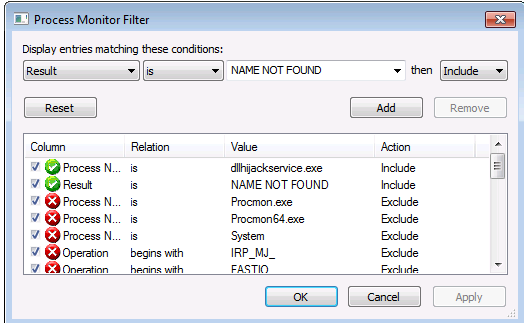 Process Monitor Filter
Display entries matching these conditions:
Result is NAME NOT FOUND then Include
Reset Add Remove
Column Relation Value Action
Process N... is dllhijackservice.exe Include
Result is NAME NOT FOUND Include
Process N... is Procmon.exe Exclude
Process N... is Procmon64.exe Exclude
Process N... is System Exclude
Operation begins with IRP_MJ_ Exclude
Operation begins with FASTIO_ Exclude
OK Cancel Apply